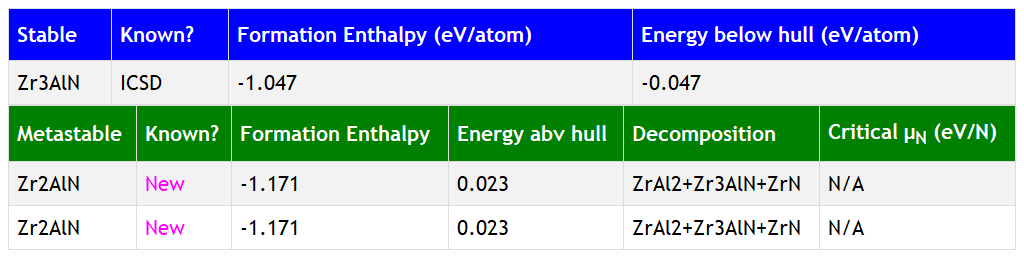 Stable Known? Formation Enthalpy (eV/atom) Energy below hull (eV/atom)
Zr3AlN ICSD -1.047 -0.047
Metastable Known? Formation Enthalpy Energy abv hull Decomposition Critical μN (eV/N)
Zr2AlN New -1.171 0.023 ZrAl2+Zr3AlN+ZrN N/A
Zr2AlN New -1.171 0.023 ZrAl2+Zr3AlN+ZrN N/A